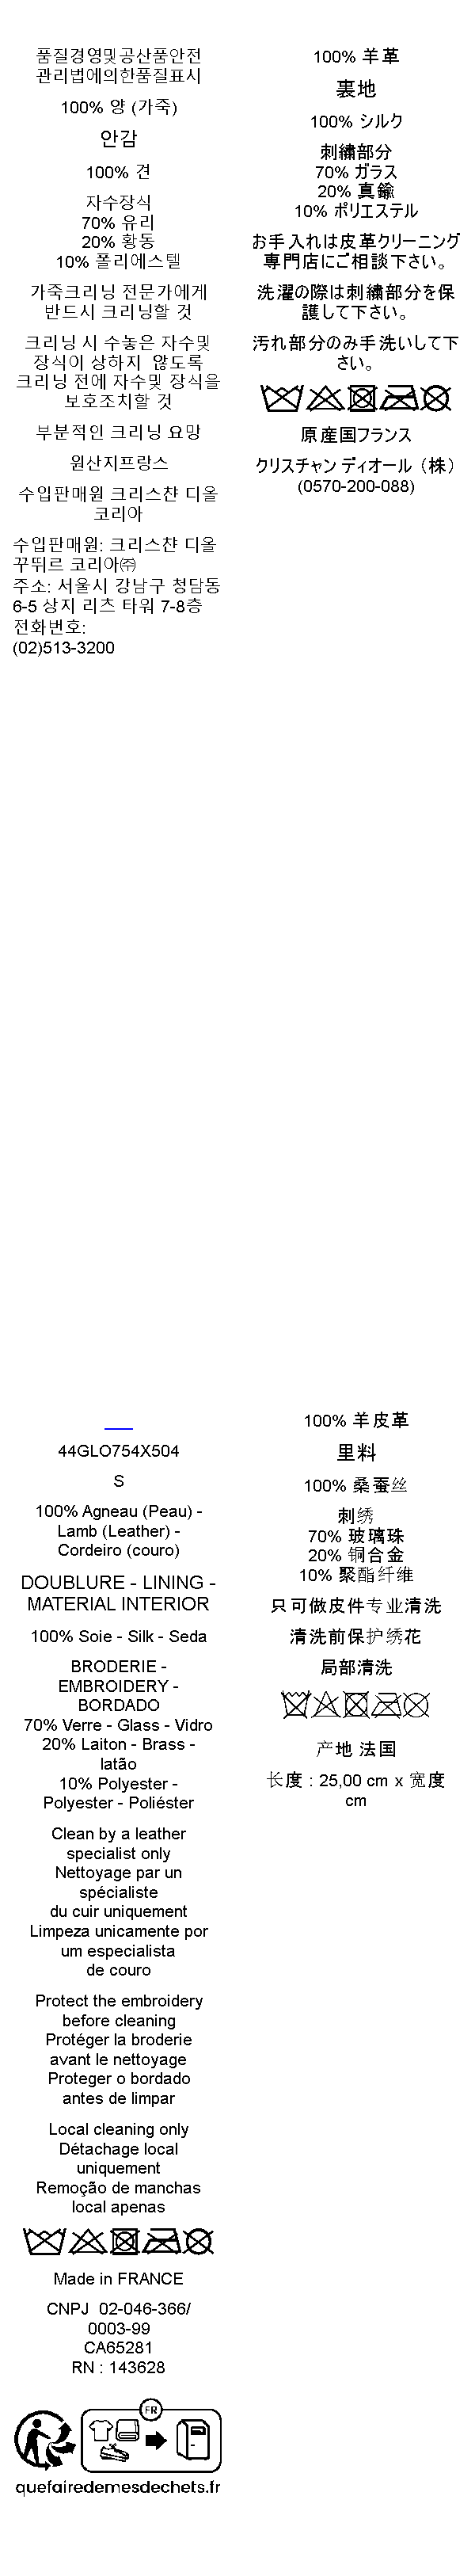 품질경영및공산품안전
관리법에의한품질표시
100% 양 (가죽)
안감
100% 견
자수장식
70% 유리
20% 황동
10% 폴리에스텔
가죽크리닝 전문가에게
반드시 크리닝할 것
크리닝 시 수놓은 자수및
장식이 상하지 않도록
크리닝 전에 자수및 장식을
보호조치할 것
부분적인 크리닝 요망
원산지프랑스
수입판매원 크리스챤 디올
코리아
수입판매원: 크리스챤 디올
꾸뛰르 코리아㈜
주소: 서울시 강남구 청담동
6-5 상지 리츠 타워 7-8층
전화번호:
(02)513-3200
100% 羊革
裏地
100% シルク
刺繍部分
70% ガラス
20% 真鍮
10% ポリエステル
お手入れは皮革クリーニング
専門店にご相談下さい。
洗濯の際は刺繍部分を保
護して下さい。
汚れ部分のみ手洗いして下
さい。
原産国フランス
クリスチャン ディオール（株）
(0570-200-088)
44GLO754X504
S
100% Agneau (Peau) -
Lamb (Leather) -
Cordeiro (couro)
DOUBLURE - LINING -
MATERIAL INTERIOR
100% Soie - Silk - Seda
BRODERIE -
EMBROIDERY -
BORDADO
70% Verre - Glass - Vidro
20% Laiton - Brass -
latão
10% Polyester -
Polyester - Poliéster
Clean by a leather
specialist only
Nettoyage par un
spécialiste
du cuir uniquement
Limpeza unicamente por
um especialista
de couro
Protect the embroidery
before cleaning
Protéger la broderie
avant le nettoyage
Proteger o bordado
antes de limpar
Local cleaning only
Détachage local
uniquement
Remoção de manchas
local apenas
Made in FRANCE
CNPJ 02-046-366/
0003-99
CA65281
RN : 143628
FR
quefairedemesdechets.fr
100% 羊皮革
里料
100% 桑蚕丝
刺绣
70% 玻璃珠
20% 铜合金
10% 聚酯纤维
只可做皮件专业清洗
清洗前保护绣花
局部清洗
产地 法国
长度 : 25,00 cm x 宽度
cm